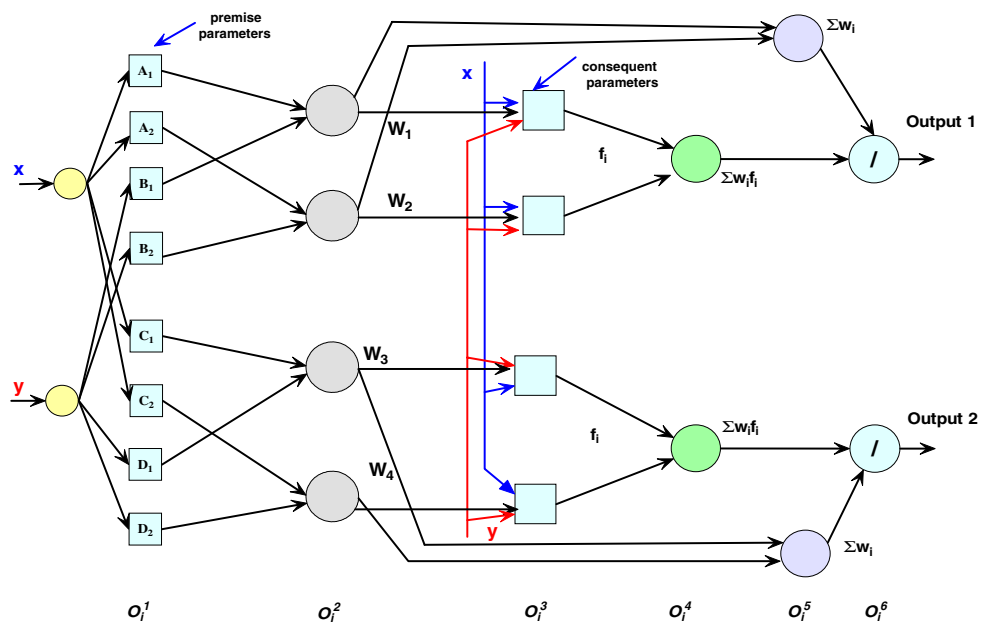 premise
parameters
Σwᵢ
A₁
x
consequent
parameters
A₂
W₁
Output 1
fᵢ
/
x
B₁
Σwᵢfᵢ
W₂
B₂
C₁
W₃
y
C₂
Output 2
Σwᵢfᵢ
fᵢ
/
D₁
W₄
D₂
y
Σwᵢ
Oᵢ¹ Oᵢ² Oᵢ³ Oᵢ⁴ Oᵢ⁵ Oᵢ⁶